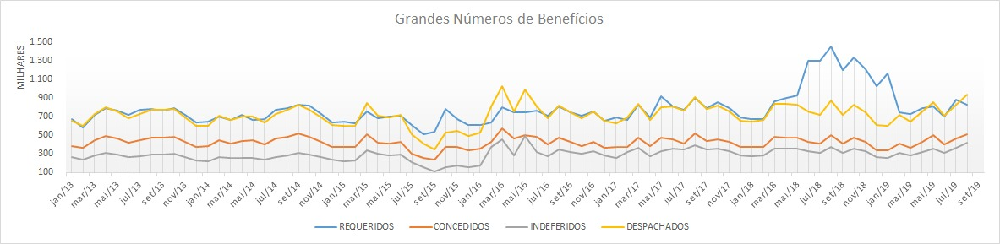 Grandes Números de Benefícios
MILHARES
1.500
1.300
1.100
900
700
500
300
100
jan/13
mar/13
mai/13
jul/13
set/13
nov/13
jan/14
mar/14
mai/14
jul/14
set/14
nov/14
jan/15
mar/15
mai/15
jul/15
set/15
nov/15
jan/16
mar/16
mai/16
jul/16
set/16
nov/16
jan/17
mar/17
mai/17
jul/17
set/17
nov/17
jan/18
mar/18
mai/18
jul/18
set/18
nov/18
jan/19
mar/19
mai/19
jul/19
set/19
REQUERIDOS CONCEDIDOS INDEFERIDOS DESPACHADOS